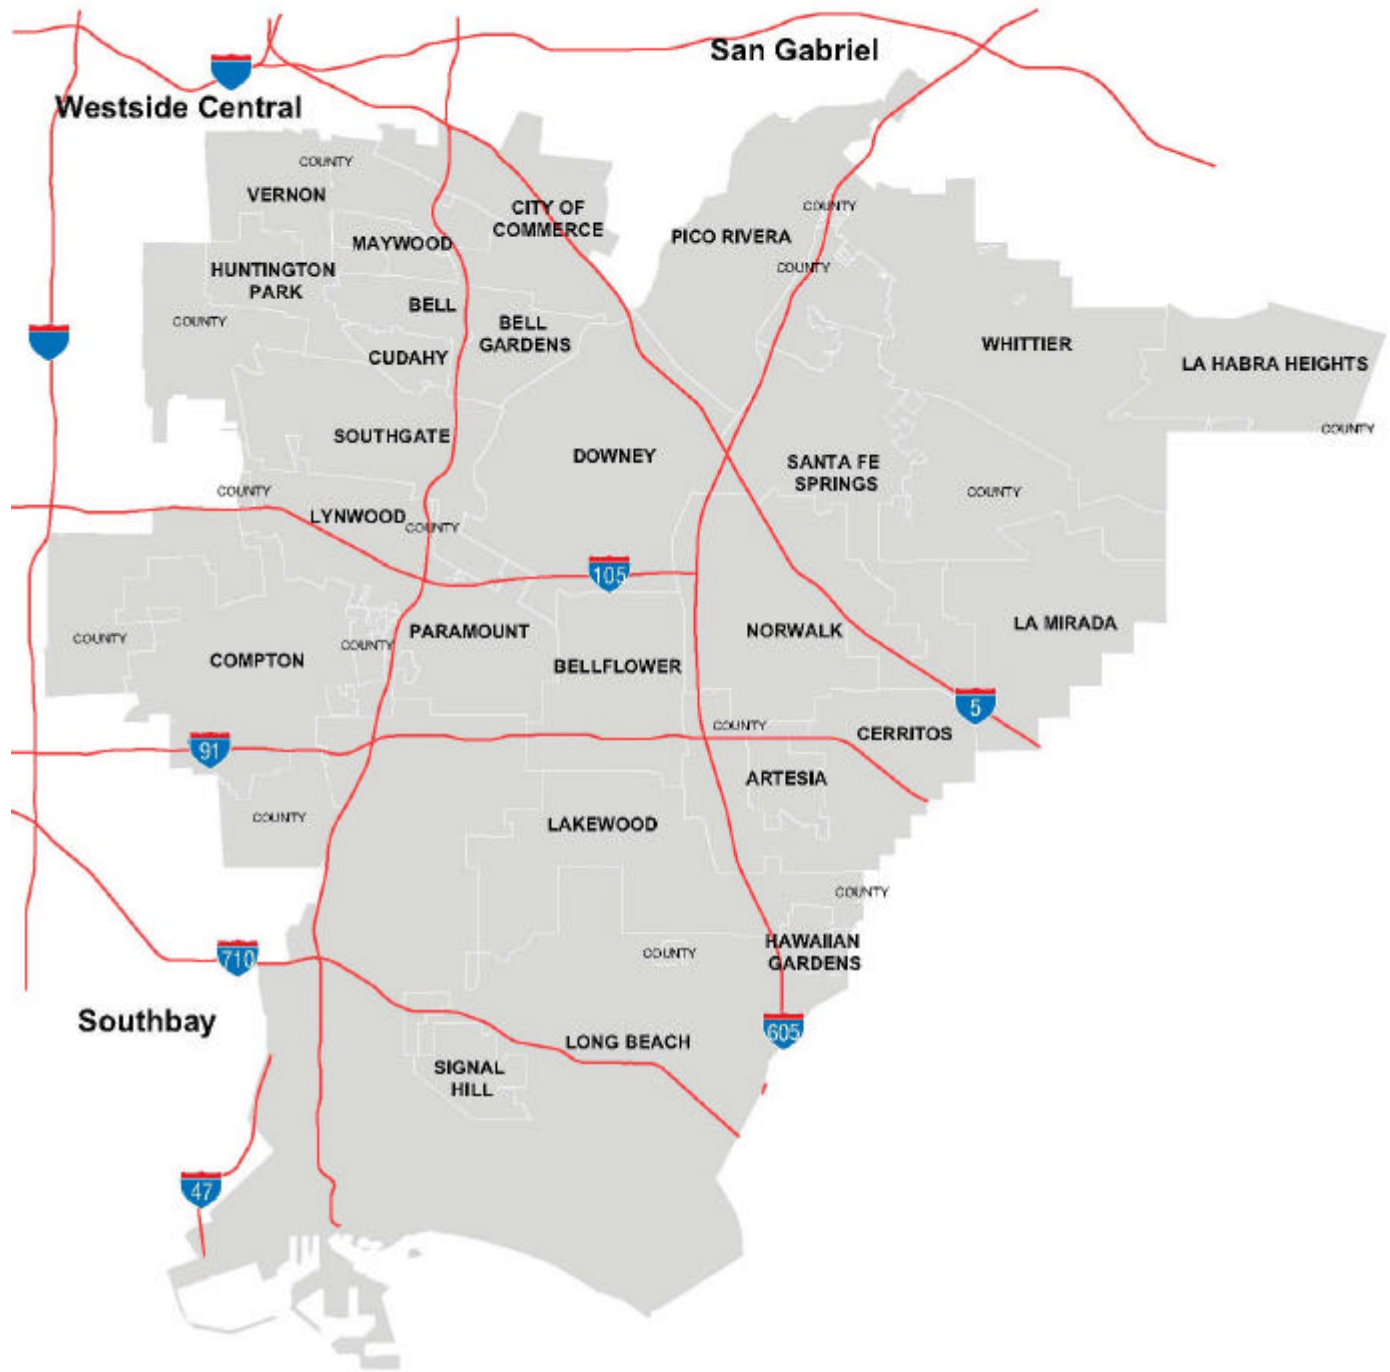 San Gabriel
Westside Central
COUNTY
VERNON
CITY OF
COMMERCE
COUNTY
PICO RIVERA
MAYWOOD
COUNTY
HUNTINGTON
PARK
BELL
COUNTY
BELL
GARDENS
WHITTIER
CUDAHY
LA HABRA HEIGHTS
COUNTY
SOUTHGATE
DOWNEY
SANTA FE
SPRINGS
COUNTY
COUNTY
LYNWOOD
COUNTY
105
LA MIRADA
PARAMOUNT
NORWALK
COUNTY
COUNTY
COMPTON
BELLFLOWER
5
COUNTY
CERRITOS
91
ARTESIA
COUNTY
LAKEWOOD
COUNTY
HAWAIIAN
GARDENS
COUNTY
710
Southbay
605
LONG BEACH
SIGNAL
HILL
47